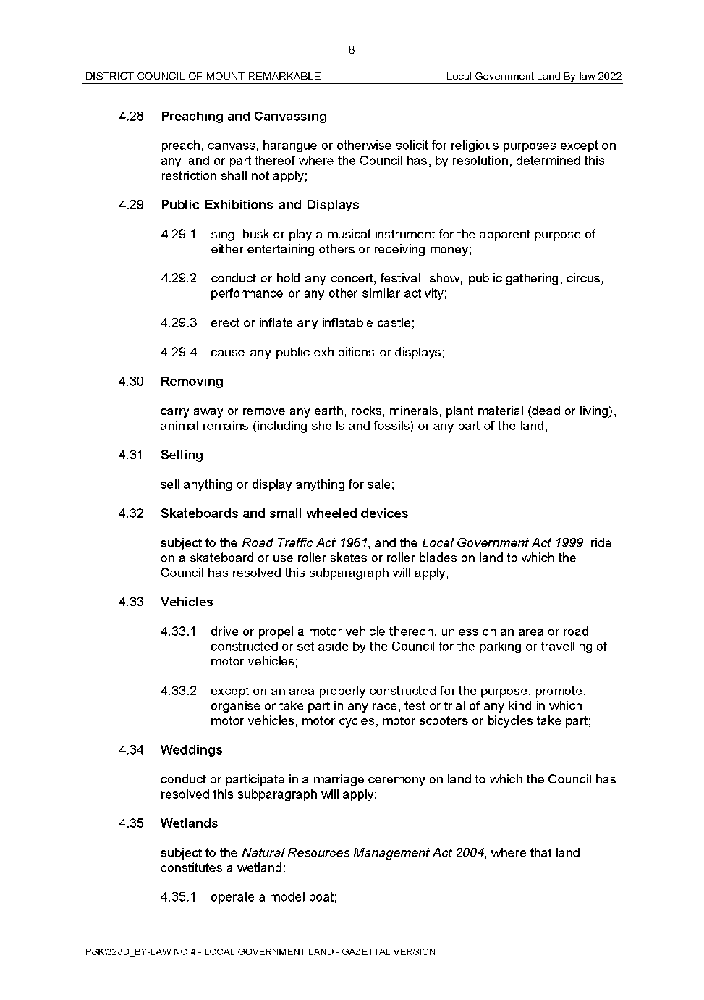 8
DISTRICT COUNCIL OF MOUNT REMARKABLE Local Government Land By-law 2022
4.28 Preaching and Canvassing
preach, canvass, harangue or otherwise solicit for religious purposes except on
any land or part thereof where the Council has, by resolution, determined this
restriction shall not apply;
4.29 Public Exhibitions and Displays
4.29.1 sing, busk or play a musical instrument for the apparent purpose of
either entertaining others or receiving money;
4.29.2 conduct or hold any concert, festival, show, public gathering, circus,
performance or any other similar activity;
4.29.3 erect or inflate any inflatable castle;
4.29.4 cause any public exhibitions or displays;
4.30 Removing
carry away or remove any earth, rocks, minerals, plant material (dead or living),
animal remains (including shells and fossils) or any part of the land;
4.31 Selling
sell anything or display anything for sale;
4.32 Skateboards and small wheeled devices
subject to the Road Traffic Act 1961, and the Local Government Act 1999, ride
on a skateboard or use roller skates or roller blades on land to which the
Council has resolved this subparagraph will apply;
4.33 Vehicles
4.33.1 drive or propel a motor vehicle thereon, unless on an area or road
constructed or set aside by the Council for the parking or travelling of
motor vehicles;
4.33.2 except on an area properly constructed for the purpose, promote,
organise or take part in any race, test or trial of any kind in which
motor vehicles, motor cycles, motor scooters or bicycles take part;
4.34 Weddings
conduct or participate in a marriage ceremony on land to which the Council has
resolved this subparagraph will apply;
4.35 Wetlands
subject to the Natural Resources Management Act 2004, where that land
constitutes a wetland:
4.35.1 operate a model boat;
PSK\328D_BY-LAW NO 4 - LOCAL GOVERNMENT LAND - GAZETTAL VERSION